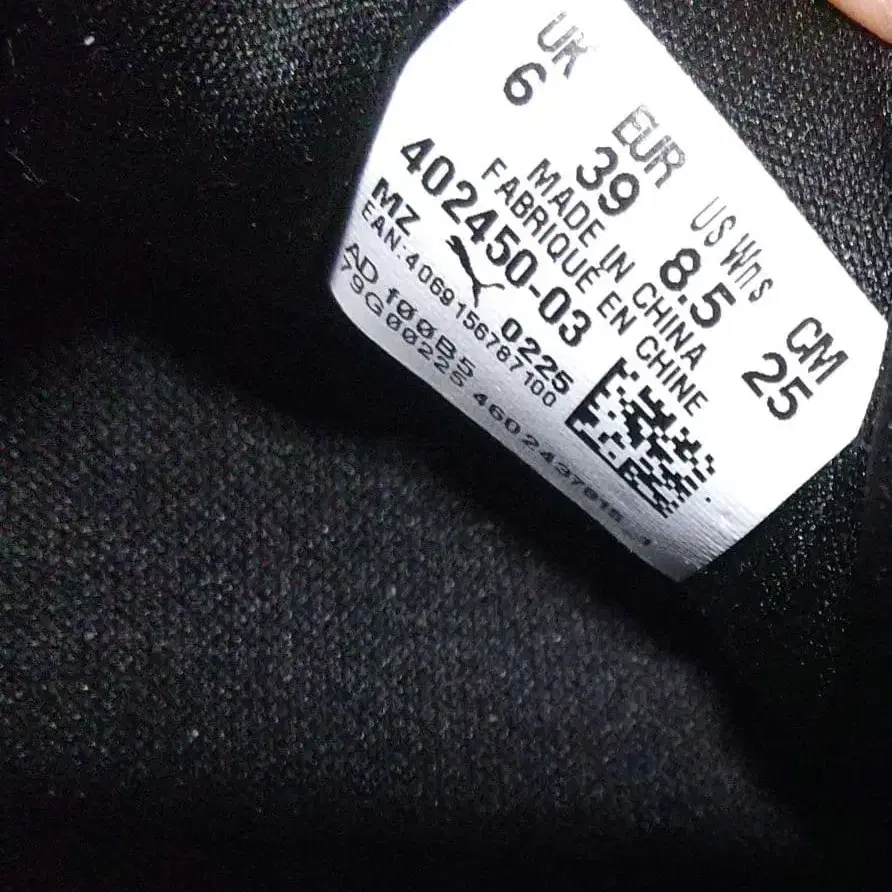 UK EUR US Wns CM
6 39 8.5 25
MADE IN CHINA
FABRIQUÉ EN CHINE
402450-03
MZ 0225
EAN:4069156787100
AD f00B5
79G00225 4602437815